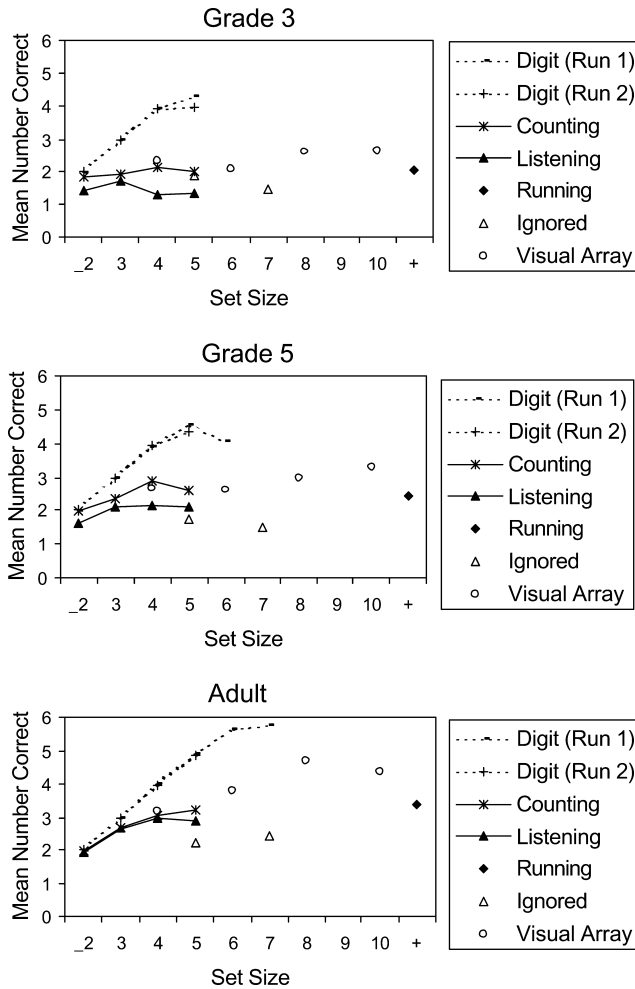 Grade 3
Mean Number Correct
6
5
4
3
2
1
0
_2 3 4 5 6 7 8 9 10 +
Set Size
Digit (Run 1)
Digit (Run 2)
Counting
Listening
Running
Ignored
Visual Array
Grade 5
Mean Number Correct
6
5
4
3
2
1
0
_2 3 4 5 6 7 8 9 10 +
Set Size
Digit (Run 1)
Digit (Run 2)
Counting
Listening
Running
Ignored
Visual Array
Adult
Mean Number Correct
6
5
4
3
2
1
0
_2 3 4 5 6 7 8 9 10 +
Set Size
Digit (Run 1)
Digit (Run 2)
Counting
Listening
Running
Ignored
Visual Array